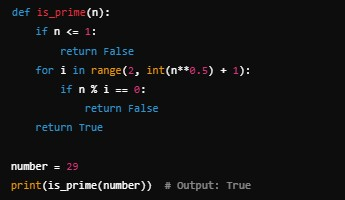 def is_prime(n):
    if n <= 1:
        return False
    for i in range(2, int(n**0.5) + 1):
        if n % i == 0:
            return False
    return True

number = 29
print(is_prime(number))  # Output: True